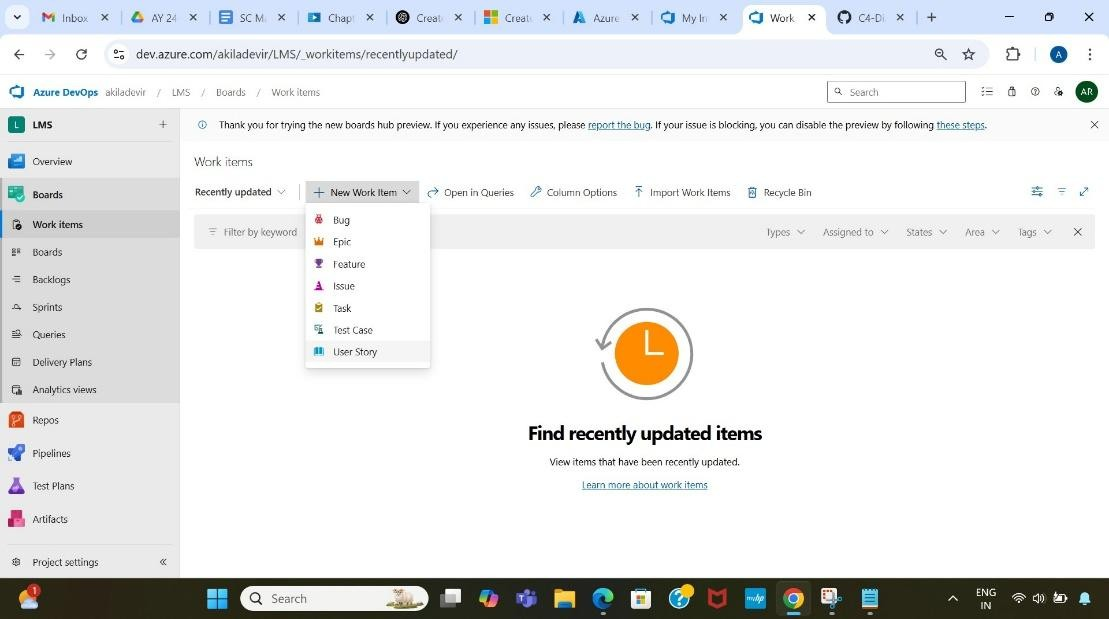 Inbox
AY 24
SC M
Chapt
Creat
Creat
Azure
My In
Work
C4-Di
dev.azure.com/akiladevir/LMS/_workitems/recentlyupdated/
A
Azure DevOps akiladevir / LMS / Boards / Work items
Search
AR
L LMS
Thank you for trying the new boards hub preview. If you experience any issues, please report the bug. If your issue is blocking, you can disable the preview by following these steps.
Overview
Boards
Work items
Boards
Backlogs
Sprints
Queries
Delivery Plans
Analytics views
Repos
Pipelines
Test Plans
Artifacts
Project settings
Work items
Recently updated
New Work Item
Open in Queries
Column Options
Import Work Items
Recycle Bin
Filter by keyword
Types
Assigned to
States
Area
Tags
Bug
Epic
Feature
Issue
Task
Test Case
User Story
Find recently updated items
View items that have been recently updated.
Learn more about work items
1
Search
myhp
ENG
IN